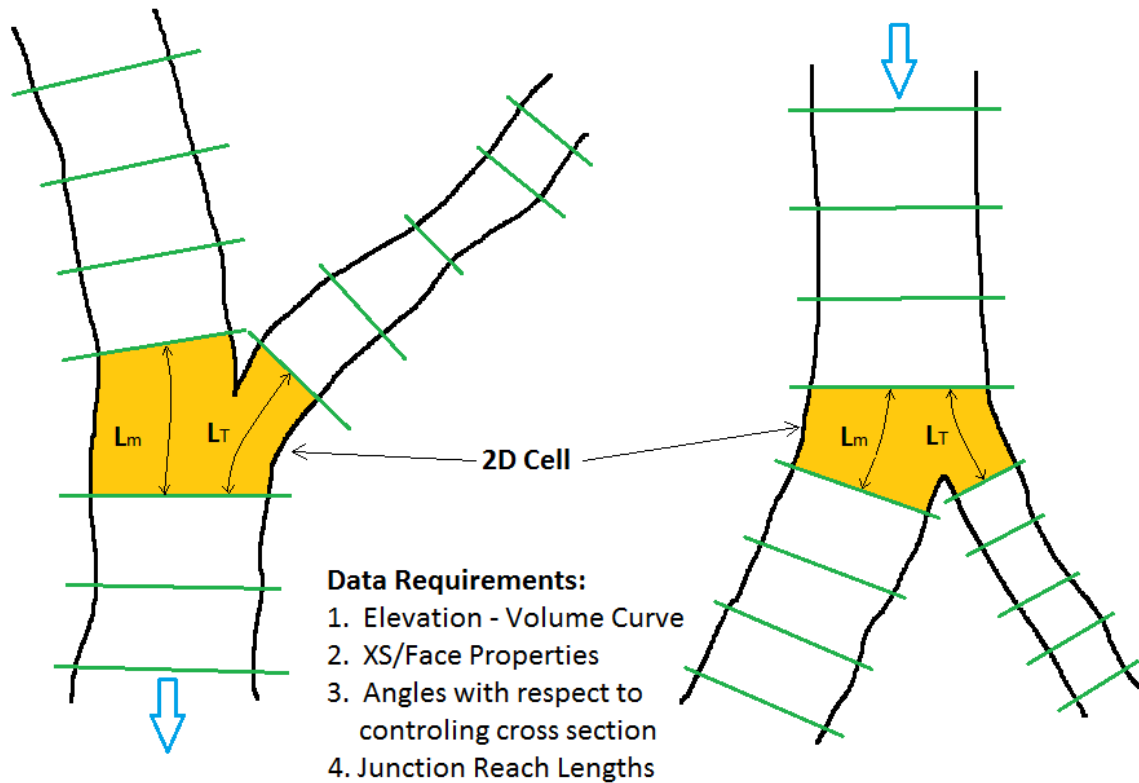 Lm
LT
2D Cell
Lm
LT
Data Requirements:
1. Elevation - Volume Curve
2. XS/Face Properties
3. Angles with respect to
controling cross section
4. Junction Reach Lengths